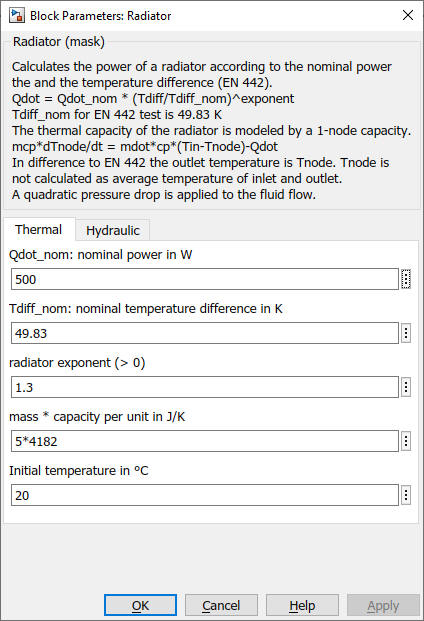 Block Parameters: Radiator
Radiator (mask)
Calculates the power of a radiator according to the nominal power
the and the temperature difference (EN 442).
Qdot = Qdot_nom * (Tdiff/Tdiff_nom)^exponent
Tdiff_nom for EN 442 test is 49.83 K
The thermal capacity of the radiator is modeled by a 1-node capacity.
mcp*dTnode/dt = mdot*cp*(Tin-Tnode)-Qdot
In difference to EN 442 the outlet temperature is Tnode. Tnode is
not calculated as average temperature of inlet and outlet.
A quadratic pressure drop is applied to the fluid flow.
Thermal Hydraulic
Qdot_nom: nominal power in W
500
Tdiff_nom: nominal temperature difference in K
49.83
radiator exponent (> 0)
1.3
mass * capacity per unit in J/K
5*4182
Initial temperature in °C
20
OK Cancel Help Apply